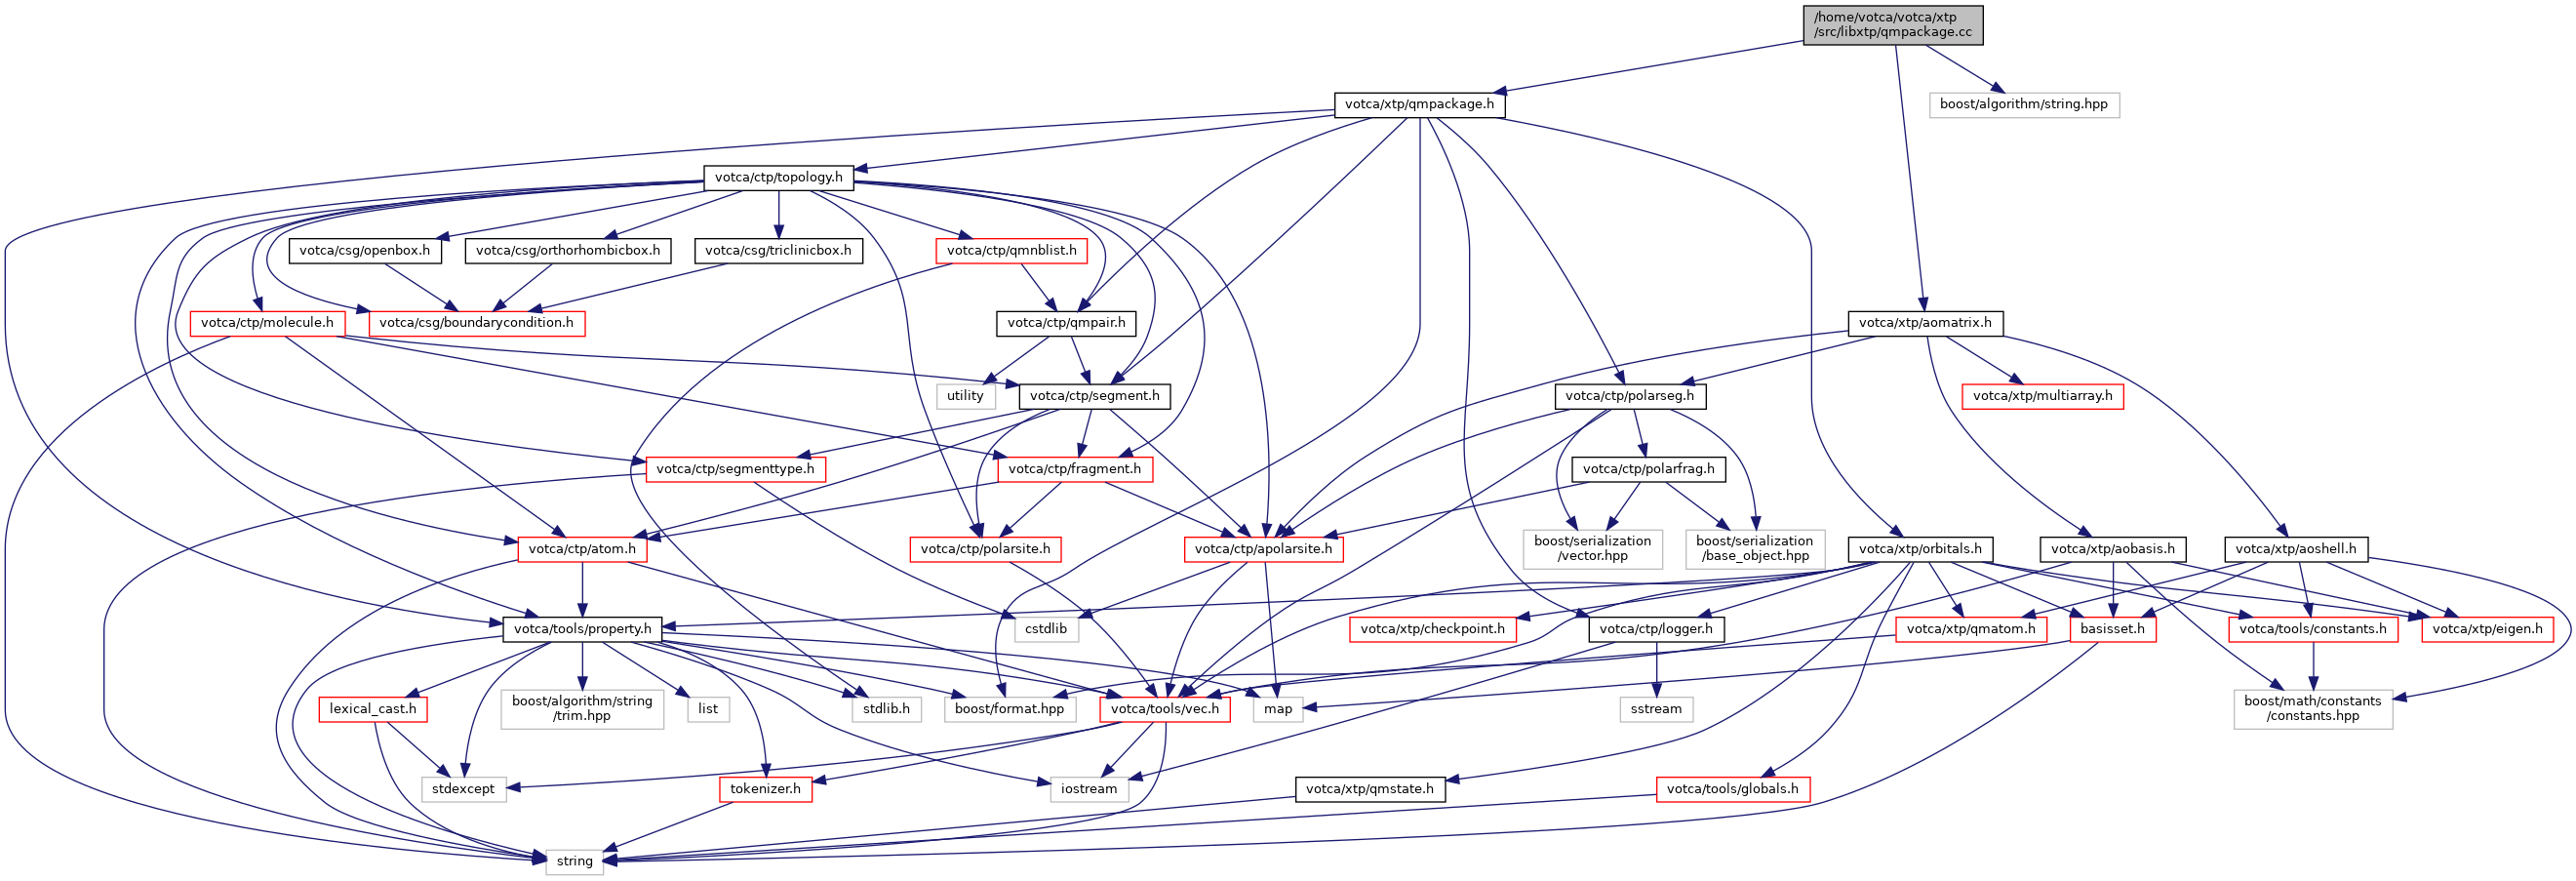 /home/votca/votca/xtp
/src/libxtp/qmpackage.cc
votca/xtp/qmpackage.h
boost/algorithm/string.hpp
votca/ctp/topology.h
votca/csg/openbox.h
votca/csg/orthorhombicbox.h
votca/csg/triclinicbox.h
votca/ctp/qmnblist.h
votca/ctp/molecule.h
votca/csg/boundarycondition.h
votca/ctp/qmpair.h
votca/xtp/aomatrix.h
utility
votca/ctp/segment.h
votca/ctp/polarseg.h
votca/xtp/multiarray.h
votca/ctp/segmenttype.h
votca/ctp/fragment.h
votca/ctp/polarfrag.h
votca/ctp/atom.h
votca/ctp/polarsite.h
votca/ctp/apolarsite.h
boost/serialization
/vector.hpp
boost/serialization
/base_object.hpp
votca/xtp/orbitals.h
votca/xtp/aobasis.h
votca/xtp/aoshell.h
votca/tools/property.h
cstdlib
votca/xtp/checkpoint.h
votca/ctp/logger.h
votca/xtp/qmatom.h
basisset.h
votca/tools/constants.h
votca/xtp/eigen.h
lexical_cast.h
boost/algorithm/string
/trim.hpp
list
stdlib.h
boost/format.hpp
votca/tools/vec.h
map
sstream
boost/math/constants
/constants.hpp
stdexcept
tokenizer.h
iostream
votca/xtp/qmstate.h
votca/tools/globals.h
string